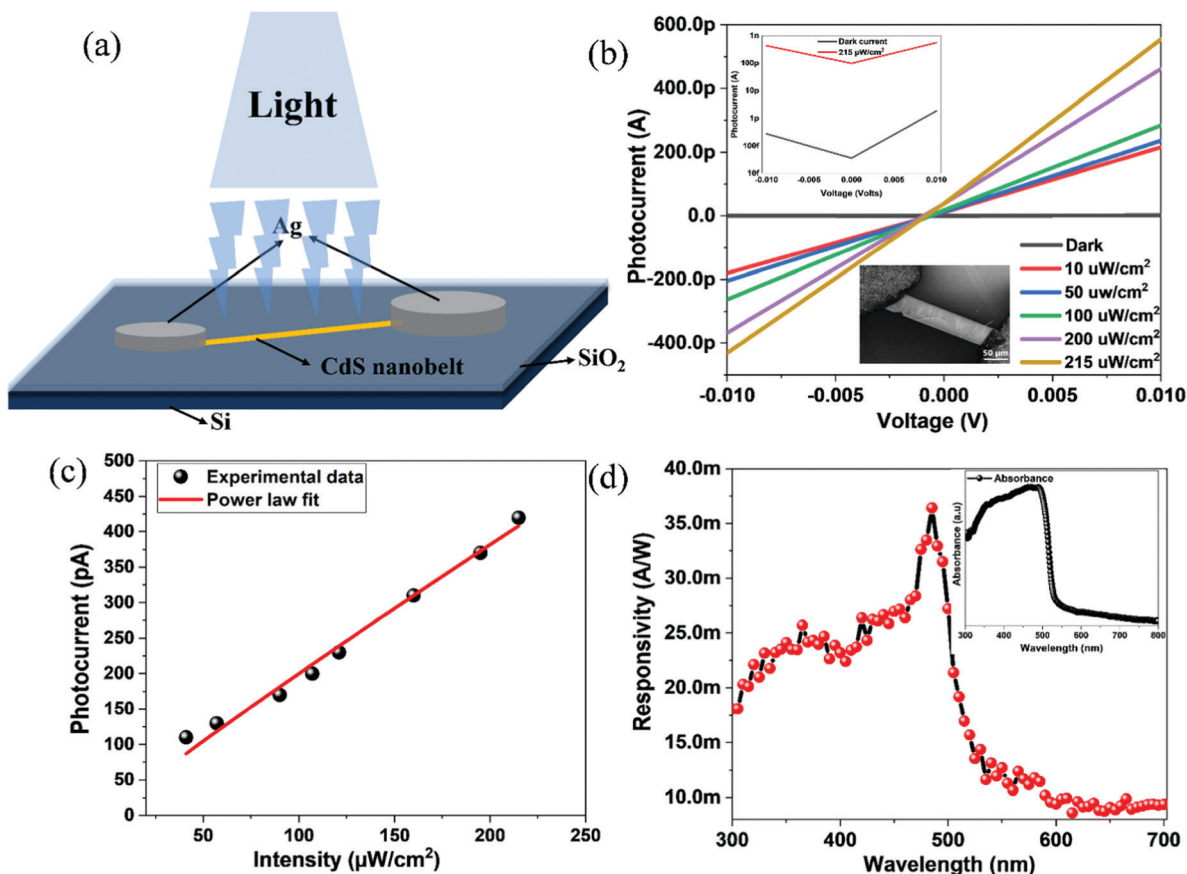 (a)
Light
Ag
CdS nanobelt
SiO2
Si
(b)
Photocurrent (A)
600.0p
400.0p
200.0p
0.0
-200.0p
-400.0p
-0.010 -0.005 0.000 0.005 0.010
Voltage (V)
Dark
10 uW/cm2
50 uw/cm2
100 uW/cm2
200 uW/cm2
215 uW/cm2
Photocurrent (A)
1n
100p
10p
1p
100f
10f
Dark current
215 μW/cm2
-0.010 -0.005 0.000 0.005 0.010
Voltage (Volts)
50 μm
(c)
Photocurrent (pA)
500
450
400
350
300
250
200
150
100
50
0
Experimental data
Power law fit
50 100 150 200 250
Intensity (μW/cm2)
(d)
Responsivity (A/W)
40.0m
35.0m
30.0m
25.0m
20.0m
15.0m
10.0m
300 400 500 600 700
Wavelength (nm)
Absorbance
Absorbance (a.u)
300 400 500 600 700 800
Wavelength (nm)